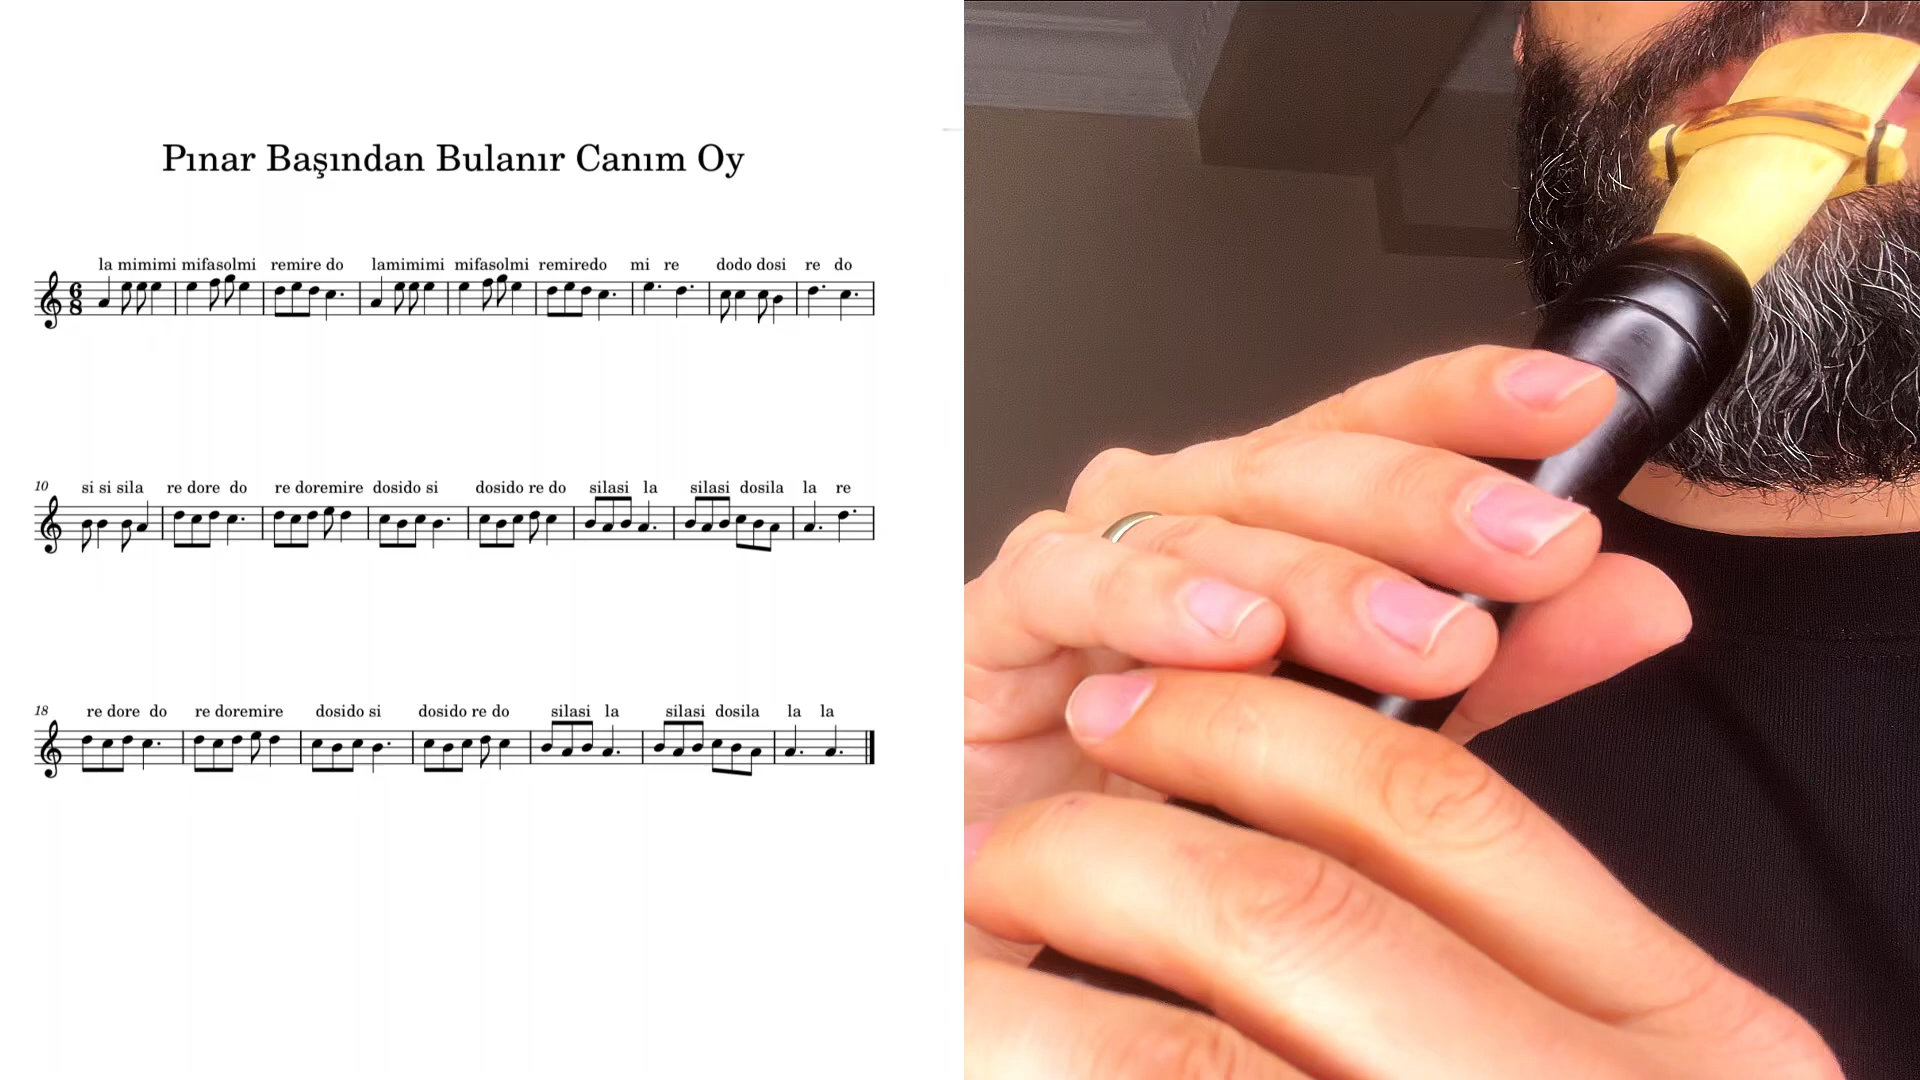 Pınar Başından Bulanır Canım Oy
la mimimi mifasolmi remire do lamimimi mifasolmi remiredo mi re dodo dosi re do
6
8
10 si si sila re dore do re doremire dosido si dosido re do silasi la silasi dosila la re
18 re dore do re doremire dosido si dosido re do silasi la silasi dosila la la